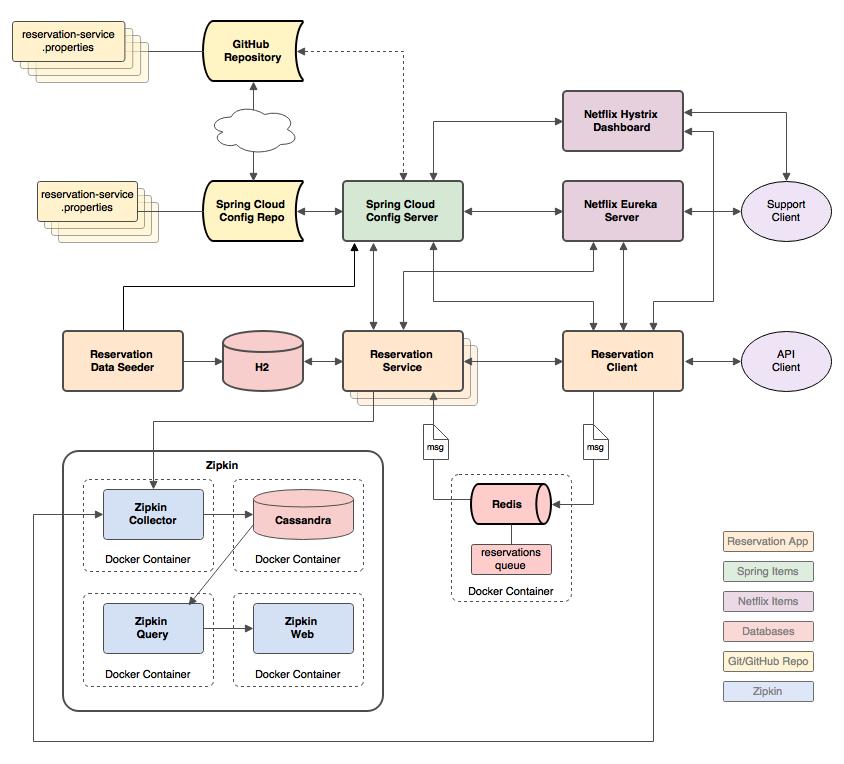 reservation-service
.properties
GitHub
Repository
Netflix Hystrix
Dashboard
reservation-service
.properties
Spring Cloud
Config Repo
Spring Cloud
Config Server
Netflix Eureka
Server
Support
Client
Reservation
Data Seeder
H2
Reservation
Service
Reservation
Client
API
Client
msg
msg
Zipkin
Zipkin
Collector
Cassandra
Docker Container
Docker Container
Redis
reservations
queue
Docker Container
Zipkin
Query
Zipkin
Web
Docker Container
Docker Container
Reservation App
Spring Items
Netflix Items
Databases
Git/GitHub Repo
Zipkin